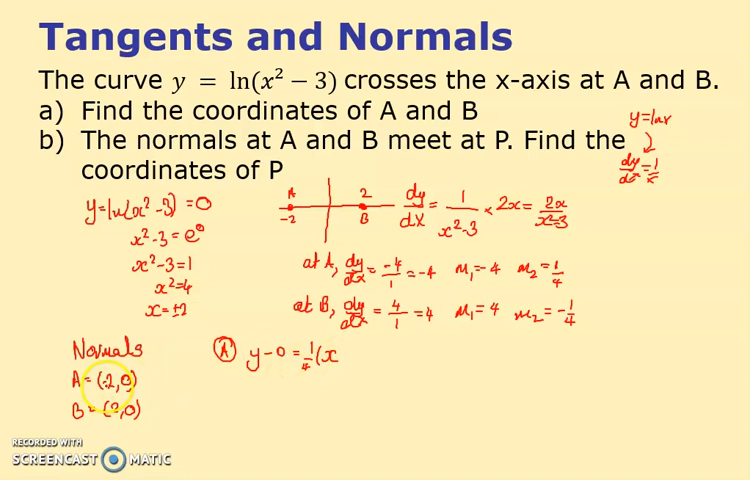 Tangents and Normals
The curve y = ln(x² − 3) crosses the x-axis at A and B.
a) Find the coordinates of A and B
b) The normals at A and B meet at P. Find the
coordinates of P
y=lnx
dy/dx = 1/x
y=ln(x²-3)=0
x²-3=e⁰
x²-3=1
x²=4
x=±2
A 2
-2 B
dy/dX = 1/x²-3 × 2x = 2x/x²-3
at A, dy/dx = -4/1 = -4 m₁=-4 m₂=1/4
at B, dy/dx = 4/1 = 4 m₁=4 m₂=-1/4
Normals
A = (-2,0)
B = (2,0)
(A) y-0 = 1/4(x
RECORDED WITH
SCREENCAST MATIC